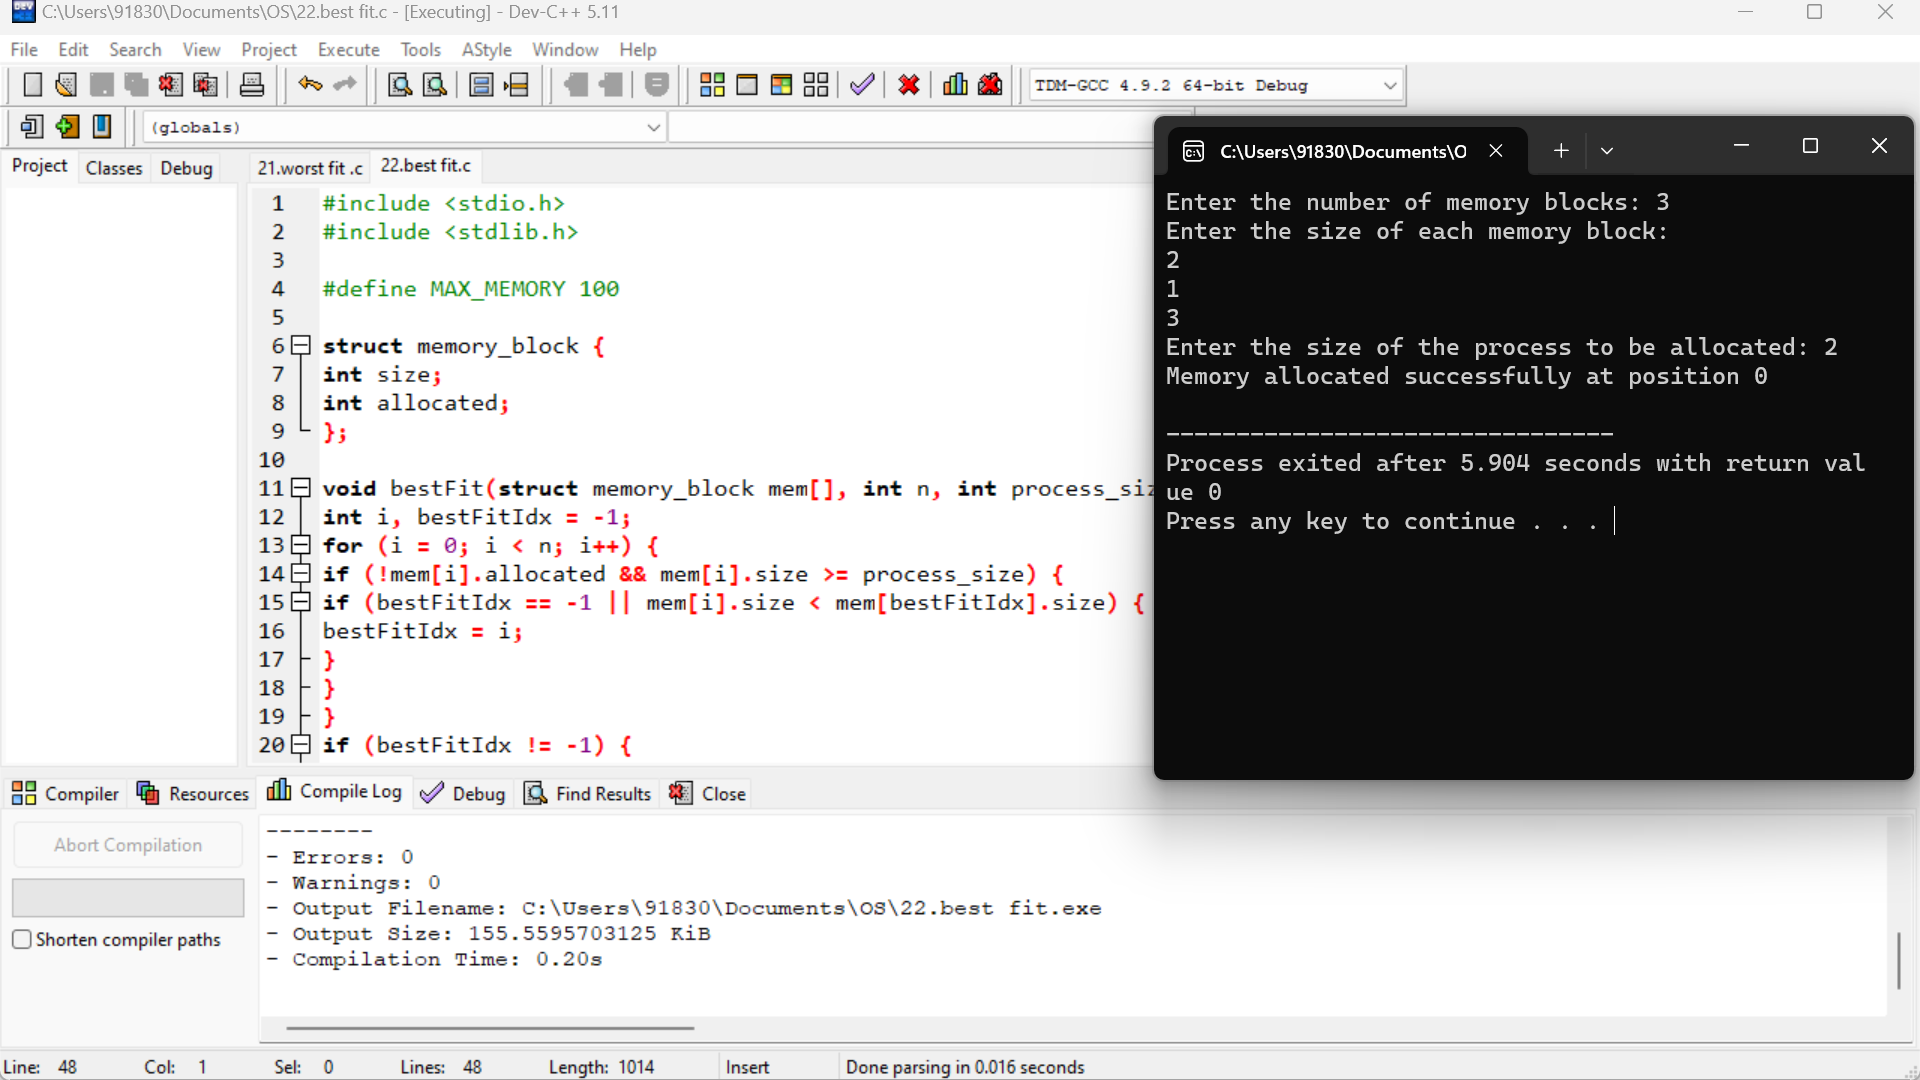 C:\Users\91830\Documents\OS\22.best fit.c - [Executing] - Dev-C++ 5.11
File Edit Search View Project Execute Tools AStyle Window Help
TDM-GCC 4.9.2 64-bit Debug
(globals)
Project Classes Debug
21.worst fit .c 22.best fit.c
1 #include <stdio.h>
2 #include <stdlib.h>
3
4 #define MAX_MEMORY 100
5
6 struct memory_block {
7 int size;
8 int allocated;
9 };
10
11 void bestFit(struct memory_block mem[], int n, int process_siz
12 int i, bestFitIdx = -1;
13 for (i = 0; i < n; i++) {
14 if (!mem[i].allocated && mem[i].size >= process_size) {
15 if (bestFitIdx == -1 || mem[i].size < mem[bestFitIdx].size) {
16 bestFitIdx = i;
17 }
18 }
19 }
20 if (bestFitIdx != -1) {
C:\Users\91830\Documents\O
Enter the number of memory blocks: 3
Enter the size of each memory block:
2
1
3
Enter the size of the process to be allocated: 2
Memory allocated successfully at position 0
--------------------------------
Process exited after 5.904 seconds with return val
ue 0
Press any key to continue . . .
Compiler Resources Compile Log Debug Find Results Close
Abort Compilation
Shorten compiler paths
--------
- Errors: 0
- Warnings: 0
- Output Filename: C:\Users\91830\Documents\OS\22.best fit.exe
- Output Size: 155.5595703125 KiB
- Compilation Time: 0.20s
Line: 48 Col: 1 Sel: 0 Lines: 48 Length: 1014 Insert Done parsing in 0.016 seconds